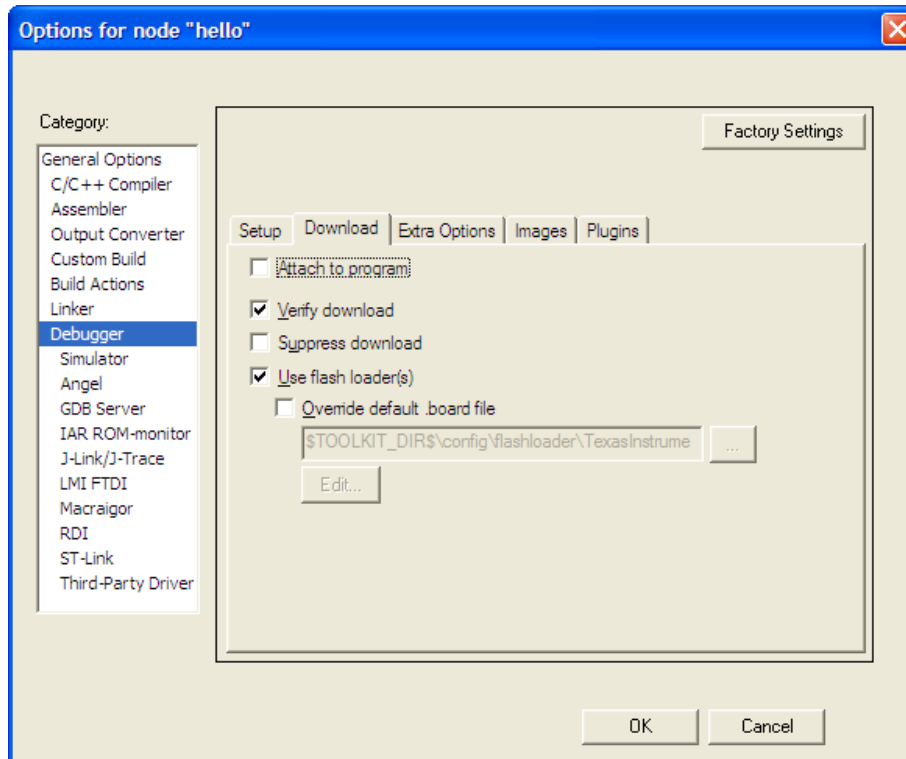 Options for node "hello"
Category:
Factory Settings
General Options
C/C++ Compiler
Assembler
Output Converter
Custom Build
Build Actions
Linker
Debugger
Simulator
Angel
GDB Server
IAR ROM-monitor
J-Link/J-Trace
LMI FTDI
Macraigor
RDI
ST-Link
Third-Party Driver
Setup Download Extra Options Images Plugins
Attach to program
Verify download
Suppress download
Use flash loader(s)
Override default .board file
$TOOLKIT_DIR$\config\flashloader\TexasInstrume ...
Edit...
OK Cancel